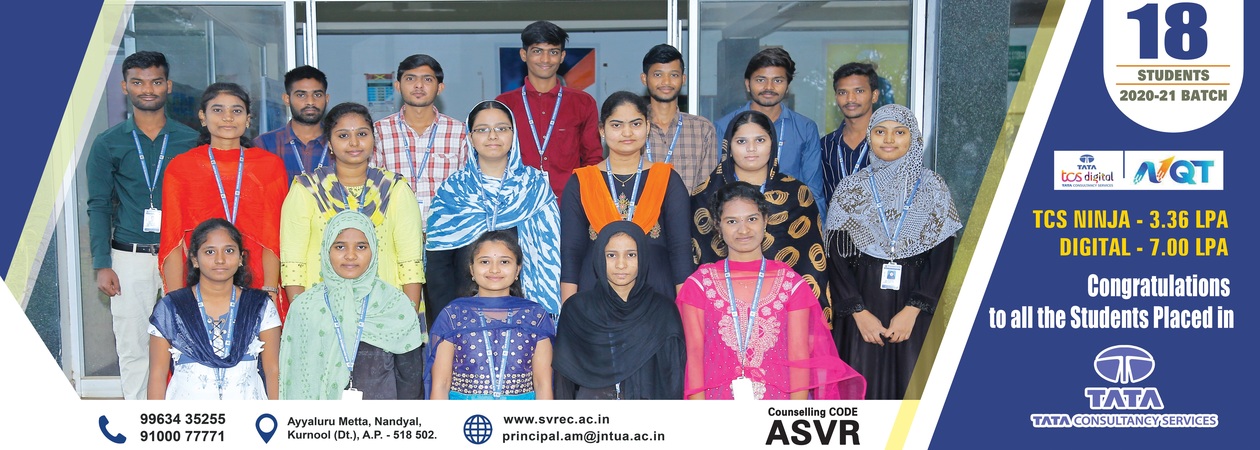 18
STUDENTS
2020-21 BATCH
TATA
tcs digital
TATA CONSULTANCY SERVICES
NQT
TCS NINJA - 3.36 LPA
DIGITAL - 7.00 LPA
Congratulations
to all the Students Placed in
TATA
TATA CONSULTANCY SERVICES
99634 35255
91000 77771
Ayyaluru Metta, Nandyal,
Kurnool (Dt.), A.P. - 518 502.
www.svrec.ac.in
principal.am@jntua.ac.in
Counselling CODE
ASVR